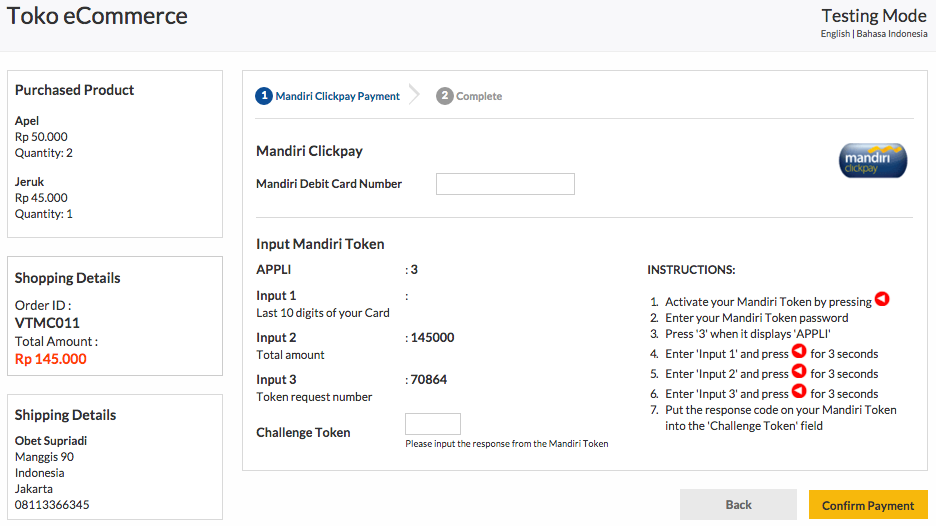 Toko eCommerce
Testing Mode
English | Bahasa Indonesia
Purchased Product
Apel
Rp 50.000
Quantity: 2
Jeruk
Rp 45.000
Quantity: 1
Shopping Details
Order ID :
VTMC011
Total Amount :
Rp 145.000
Shipping Details
Obet Supriadi
Manggis 90
Indonesia
Jakarta
08113366345
1 Mandiri Clickpay Payment
2 Complete
Mandiri Clickpay
mandiri
clickpay
Mandiri Debit Card Number
Input Mandiri Token
APPLI : 3
Input 1 :
Last 10 digits of your Card
Input 2 : 145000
Total amount
Input 3 : 70864
Token request number
Challenge Token
Please input the response from the Mandiri Token
INSTRUCTIONS:
1. Activate your Mandiri Token by pressing
2. Enter your Mandiri Token password
3. Press '3' when it displays 'APPLI'
4. Enter 'Input 1' and press for 3 seconds
5. Enter 'Input 2' and press for 3 seconds
6. Enter 'Input 3' and press for 3 seconds
7. Put the response code on your Mandiri Token
into the 'Challenge Token' field
Back
Confirm Payment